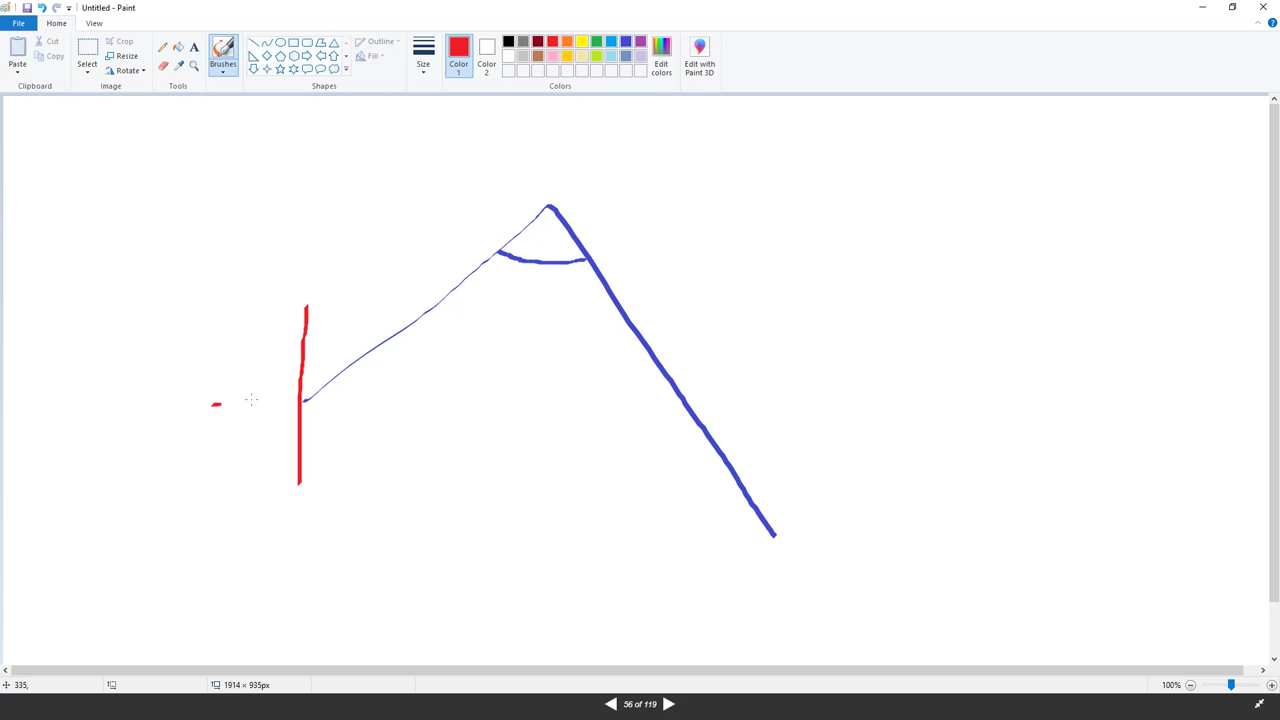 Untitled - Paint
File Home View
Paste
Cut
Copy
Clipboard
Select
Crop
Resize
Rotate
Image
A
Tools
Brushes
Shapes
Outline
Fill
Size
Color 1
Color 2
Edit colors
Colors
Edit with Paint 3D
335,
1914 × 935px
100%
56 of 119